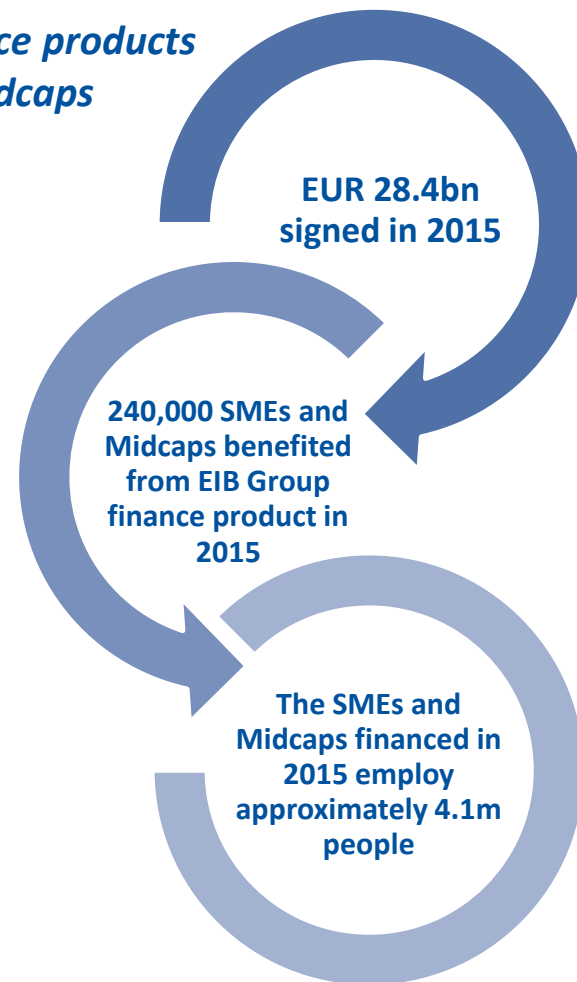 ce products
dcaps
EUR 28.4bn
signed in 2015
240,000 SMEs and
Midcaps benefited
from EIB Group
finance product in
2015
The SMEs and
Midcaps financed in
2015 employ
approximately 4.1m
people